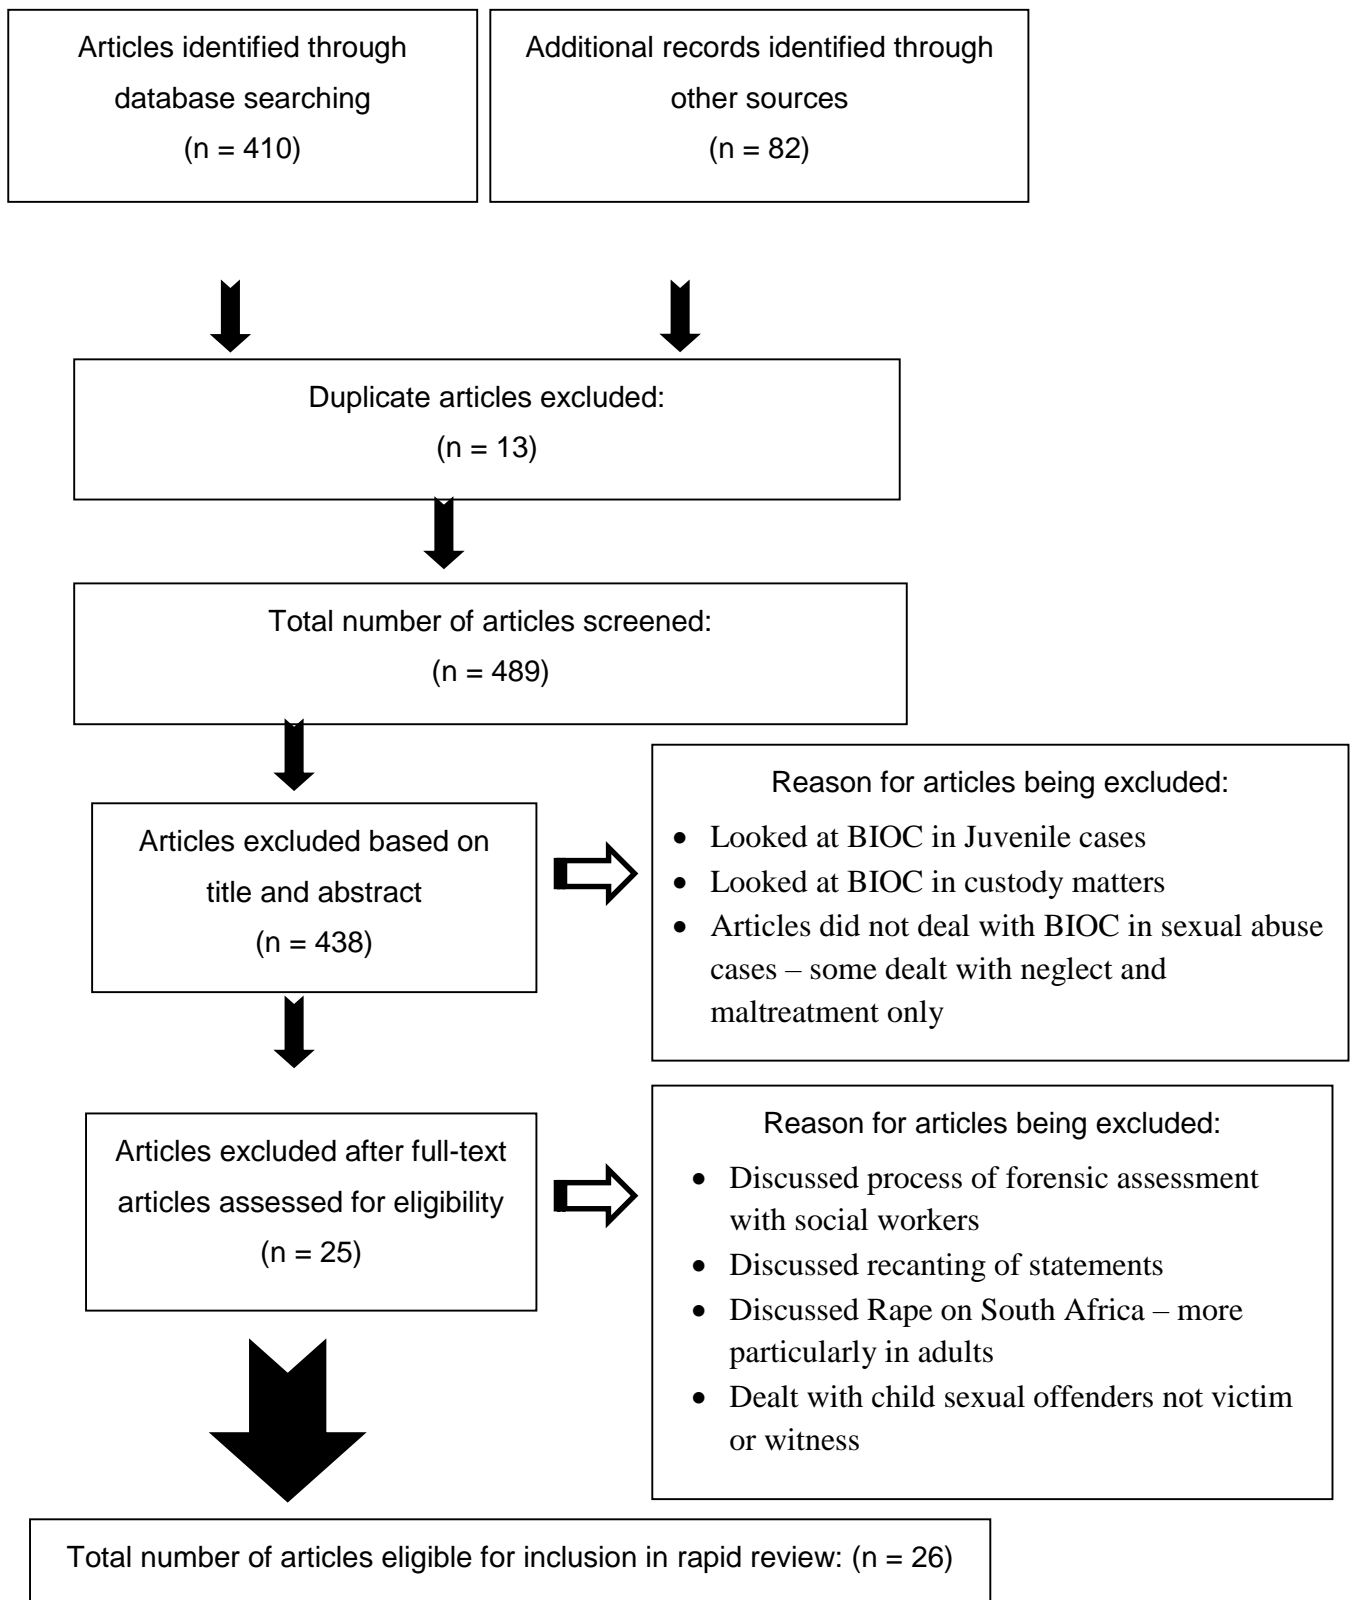 Articles identified through
database searching
(n = 410)
Additional records identified through
other sources
(n = 82)
Duplicate articles excluded:
(n = 13)
Total number of articles screened:
(n = 489)
Articles excluded based on
title and abstract
(n = 438)
Reason for articles being excluded:
• Looked at BIOC in Juvenile cases
• Looked at BIOC in custody matters
• Articles did not deal with BIOC in sexual abuse
cases – some dealt with neglect and
maltreatment only
Articles excluded after full-text
articles assessed for eligibility
(n = 25)
Reason for articles being excluded:
• Discussed process of forensic assessment
with social workers
• Discussed recanting of statements
• Discussed Rape on South Africa – more
particularly in adults
• Dealt with child sexual offenders not victim
or witness
Total number of articles eligible for inclusion in rapid review: (n = 26)